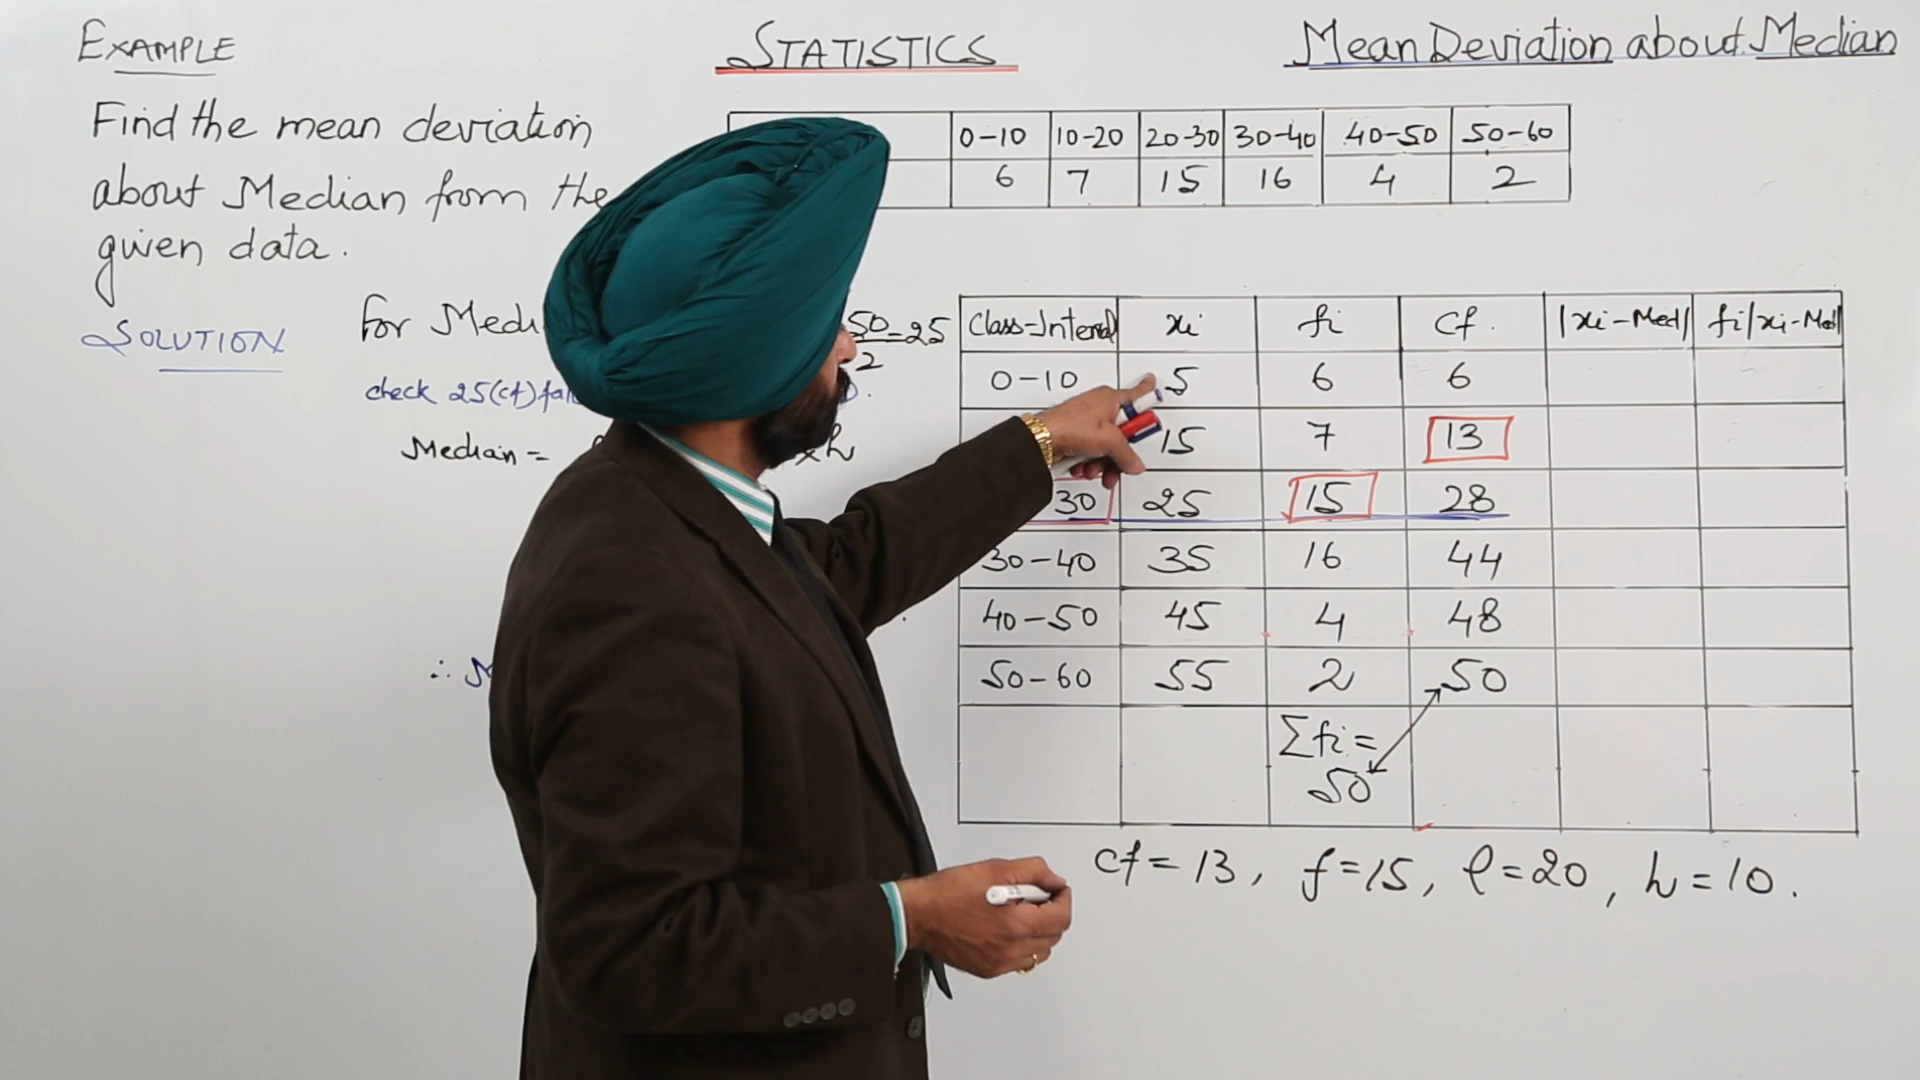 EXAMPLE
STATISTICS
Mean Deviation about Median
Find the mean deviation
about Median from the
given data.
0-10 10-20 20-30 30-40 40-50 50-60
6 7 15 16 4 2
SOLUTION
For
50/2 = 25
check 25(cf)
Median =
×h
∴
Class-Interval xi fi Cf. |xi-Med| fi|xi-Med|
0-10 5 6 6
15 7 13
30 25 15 28
30-40 35 16 44
40-50 45 4 48
50-60 55 2 50
Σfi =
50
cf = 13, f = 15, l = 20, h = 10.